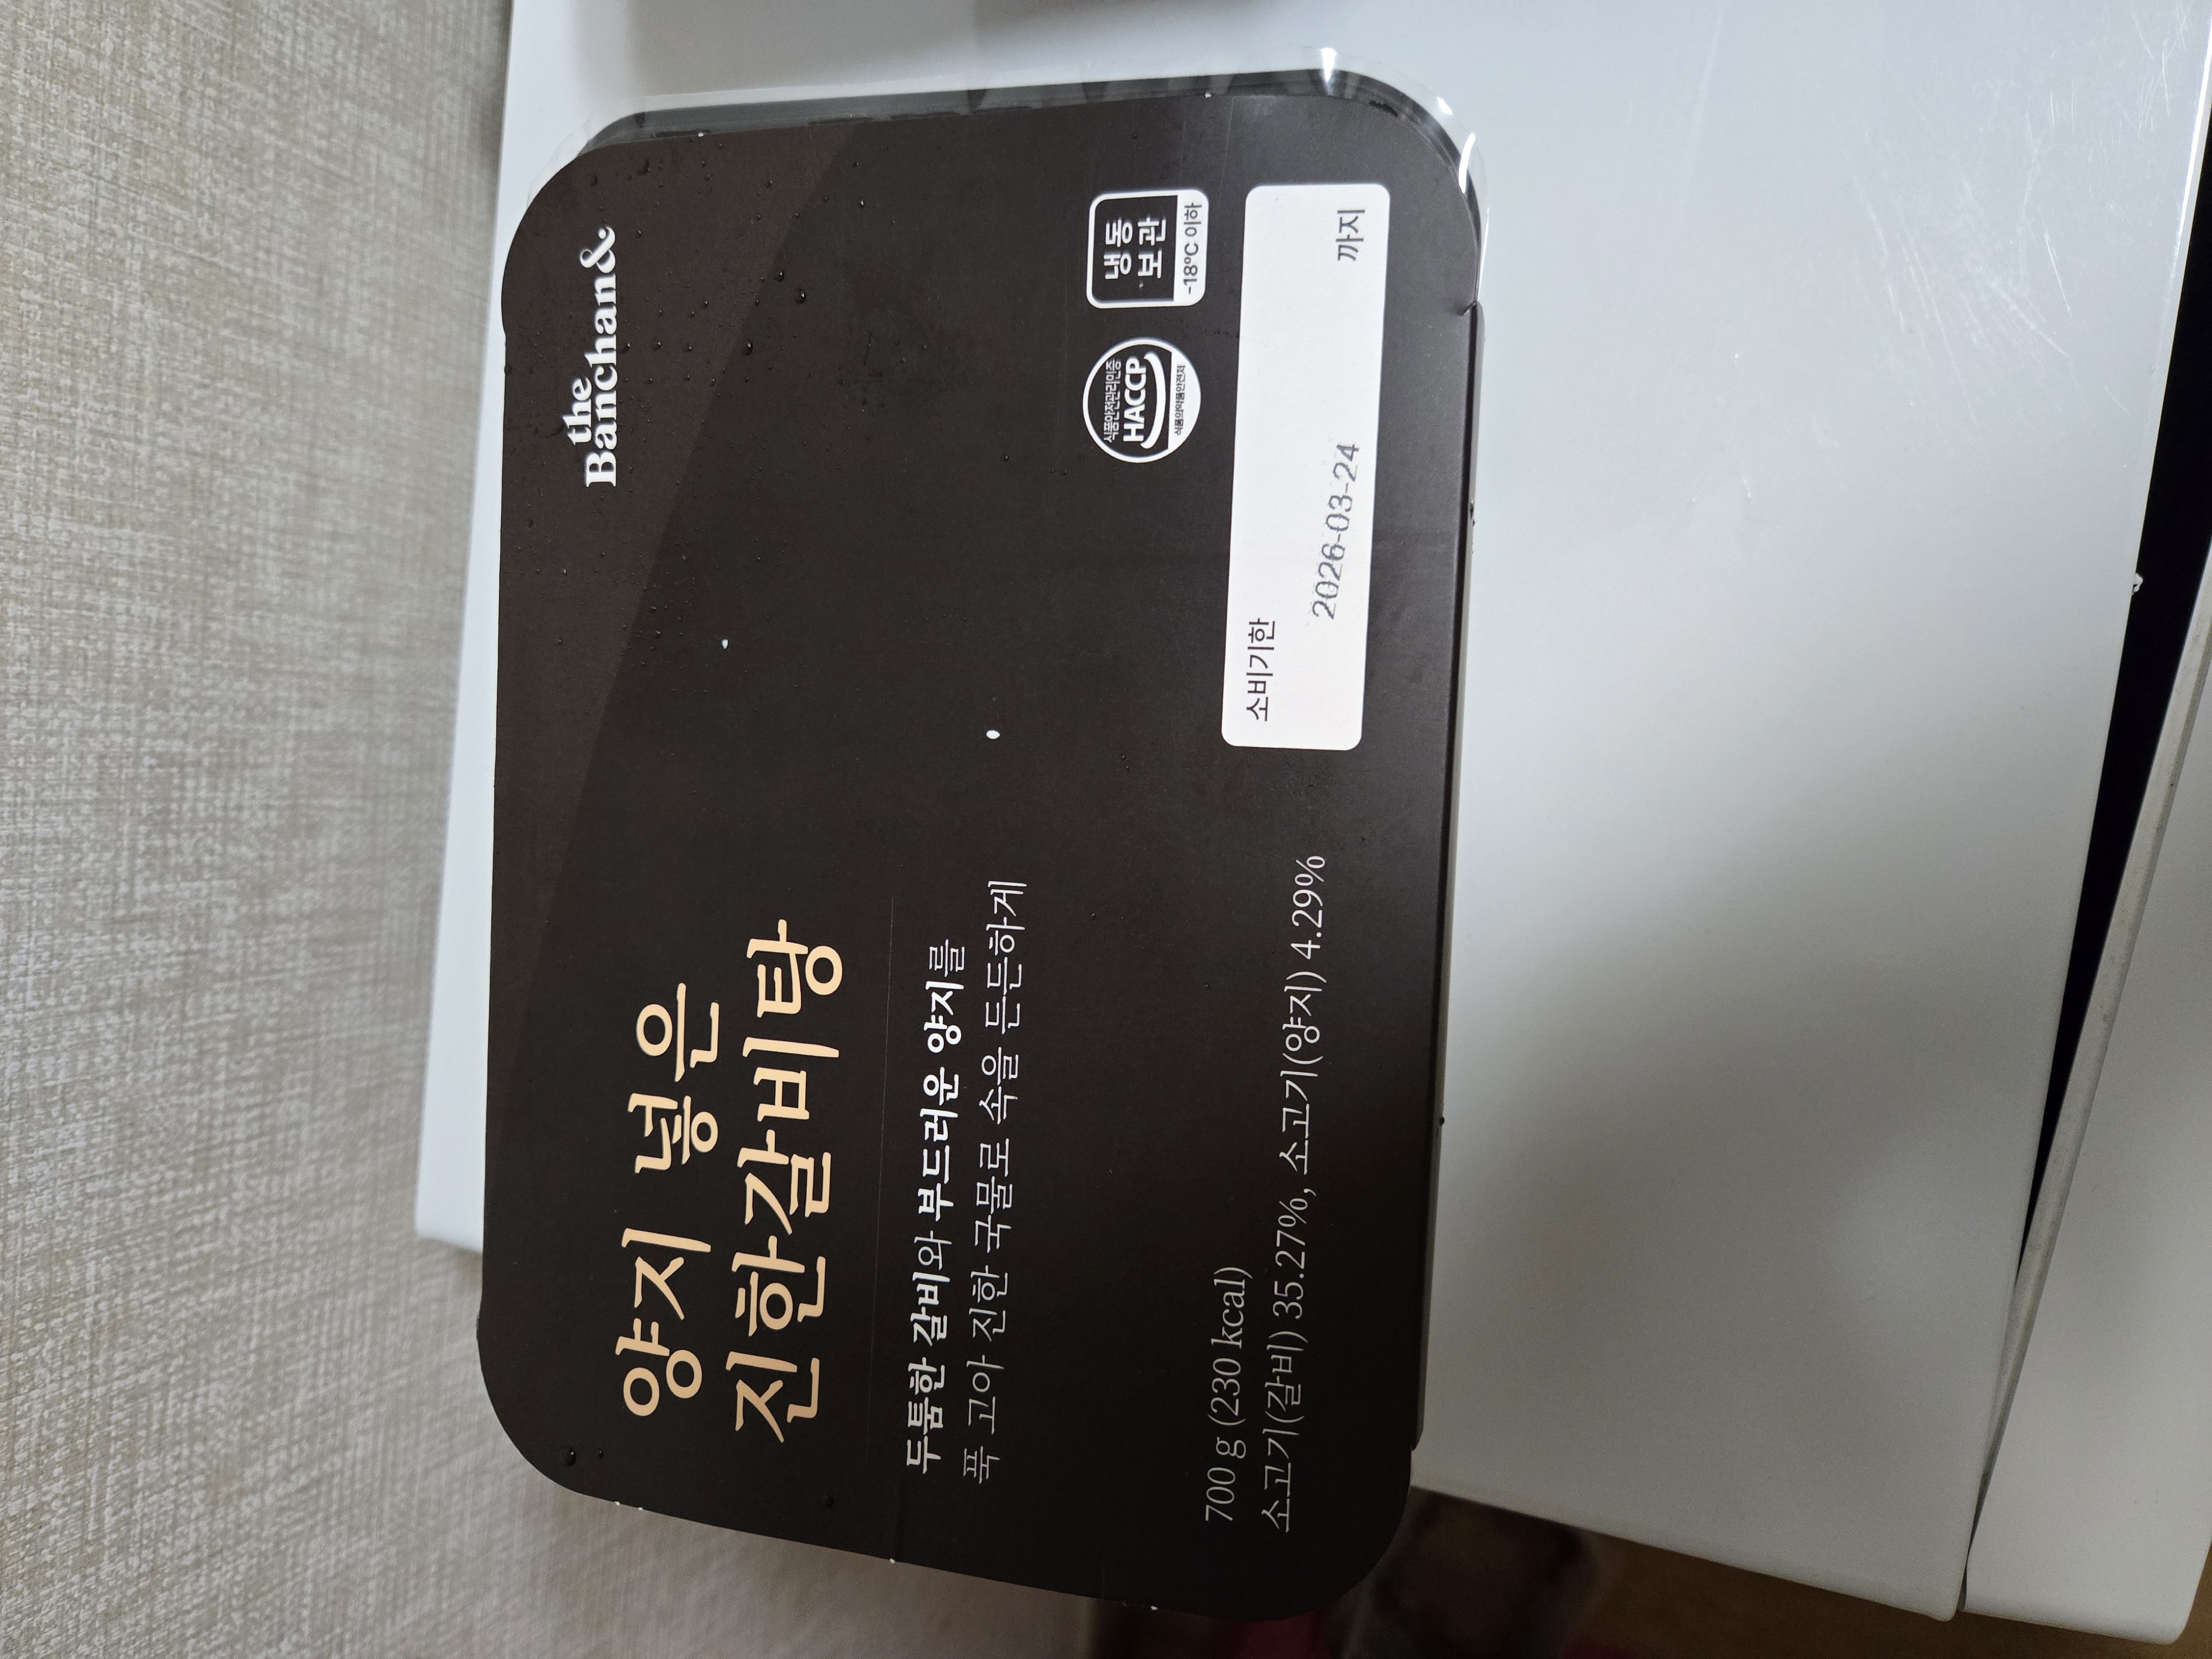 the
Banchan&
양지 넣은
진한갈비탕
두툼한 갈비와 부드러운 양지를
푹 고아 진한 국물로 속을 든든하게
700 g (230 kcal)
소고기(갈비) 35.27%, 소고기(양지) 4.29%
식품안전관리인증
HACCP
식품의약품안전처
냉동
보관
-18℃ 이하
소비기한
2026-03-24 까지